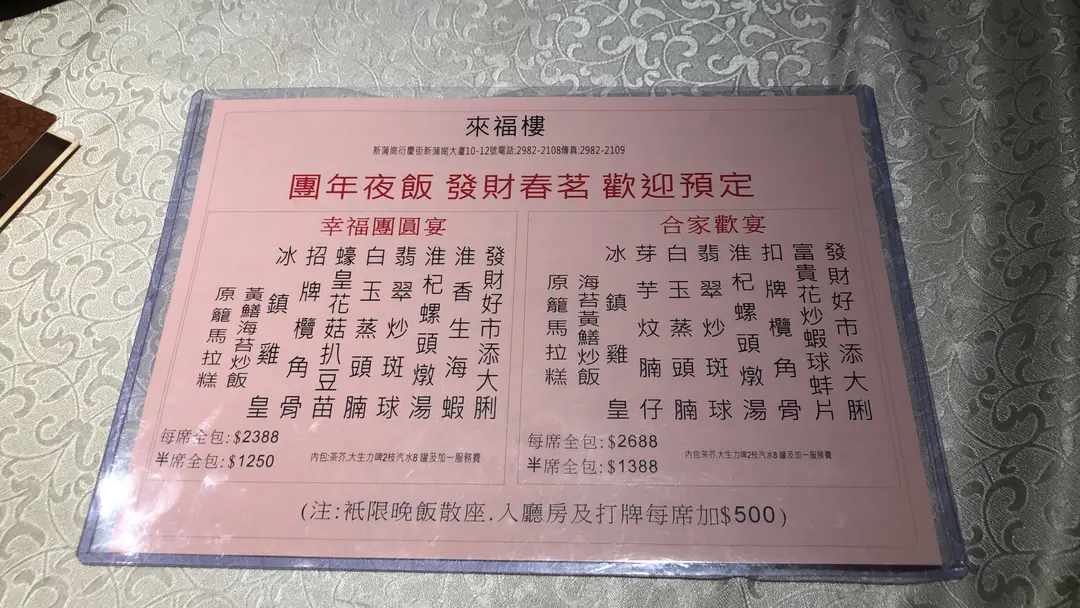 來福樓
新蒲崗衍慶街新蒲崗大廈10-12號電話:2982-2108傳真:2982-2109
團年夜飯 發財春茗 歡迎預定
幸福團圓宴
發財好市添大脷
淮香生海蝦
淮杞螺頭燉湯
翡翠炒斑球
白玉蒸頭腩
蠔皇花菇扒豆苗
招牌欖角骨
冰鎮雞皇
黃鱔海苔炒飯
原籠馬拉糕
每席全包:$2388
半席全包:$1250
內包:茶芥.大生力啤2枝汽水8 罐及加一服務費
合家歡宴
發財好市添大脷
富貴花炒蝦球蚌片
扣牌欖角骨
淮杞螺頭燉湯
翡翠炒斑球
白玉蒸頭腩
芽芋炆腩仔
冰鎮雞皇
海苔黃鱔炒飯
原籠馬拉糕
每席全包:$2688
半席全包:$1388
內包:茶芥.大生力啤2枝汽水8 罐及加一服務費
(注:衹限晚飯散座.入廳房及打牌每席加$500)